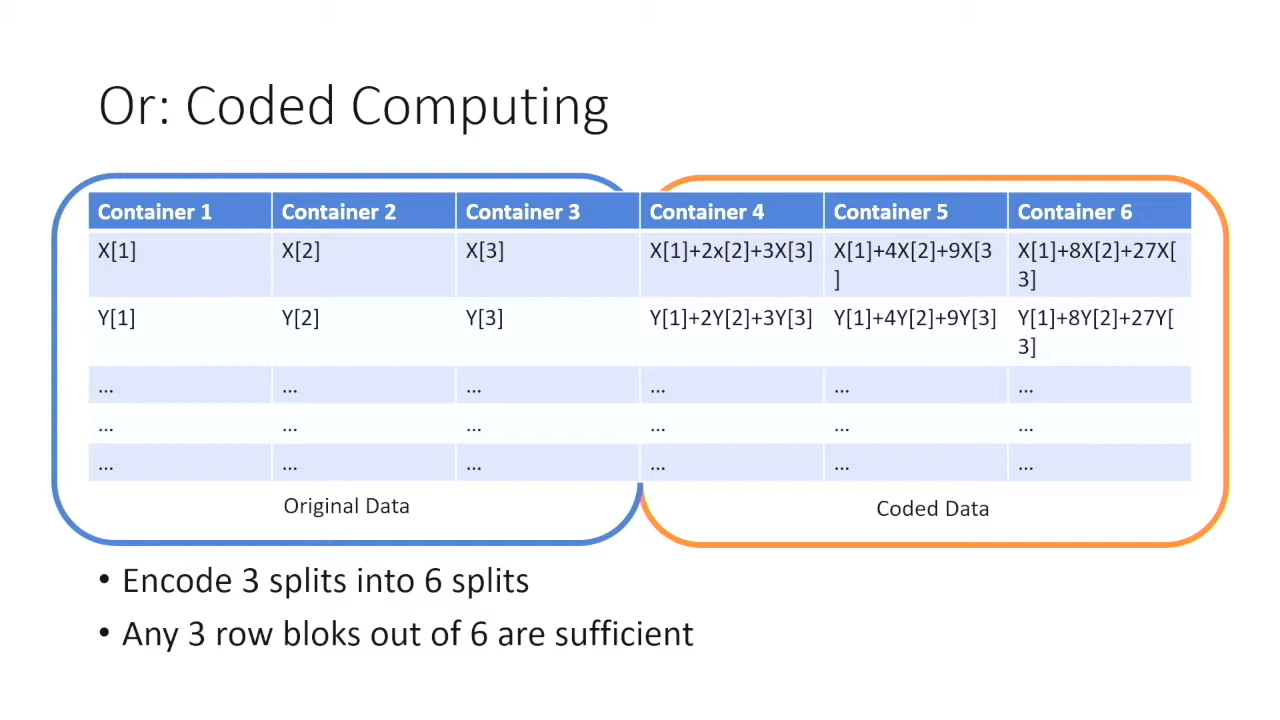 Or: Coded Computing
Container 1 Container 2 Container 3 Container 4 Container 5 Container 6
X[1] X[2] X[3] X[1]+2x[2]+3X[3] X[1]+4X[2]+9X[3 X[1]+8X[2]+27X[
] 3]
Y[1] Y[2] Y[3] Y[1]+2Y[2]+3Y[3] Y[1]+4Y[2]+9Y[3] Y[1]+8Y[2]+27Y[
3]
... ... ... ... ... ...
... ... ... ... ... ...
... ... ... ... ... ...
Original Data
Coded Data
• Encode 3 splits into 6 splits
• Any 3 row bloks out of 6 are sufficient